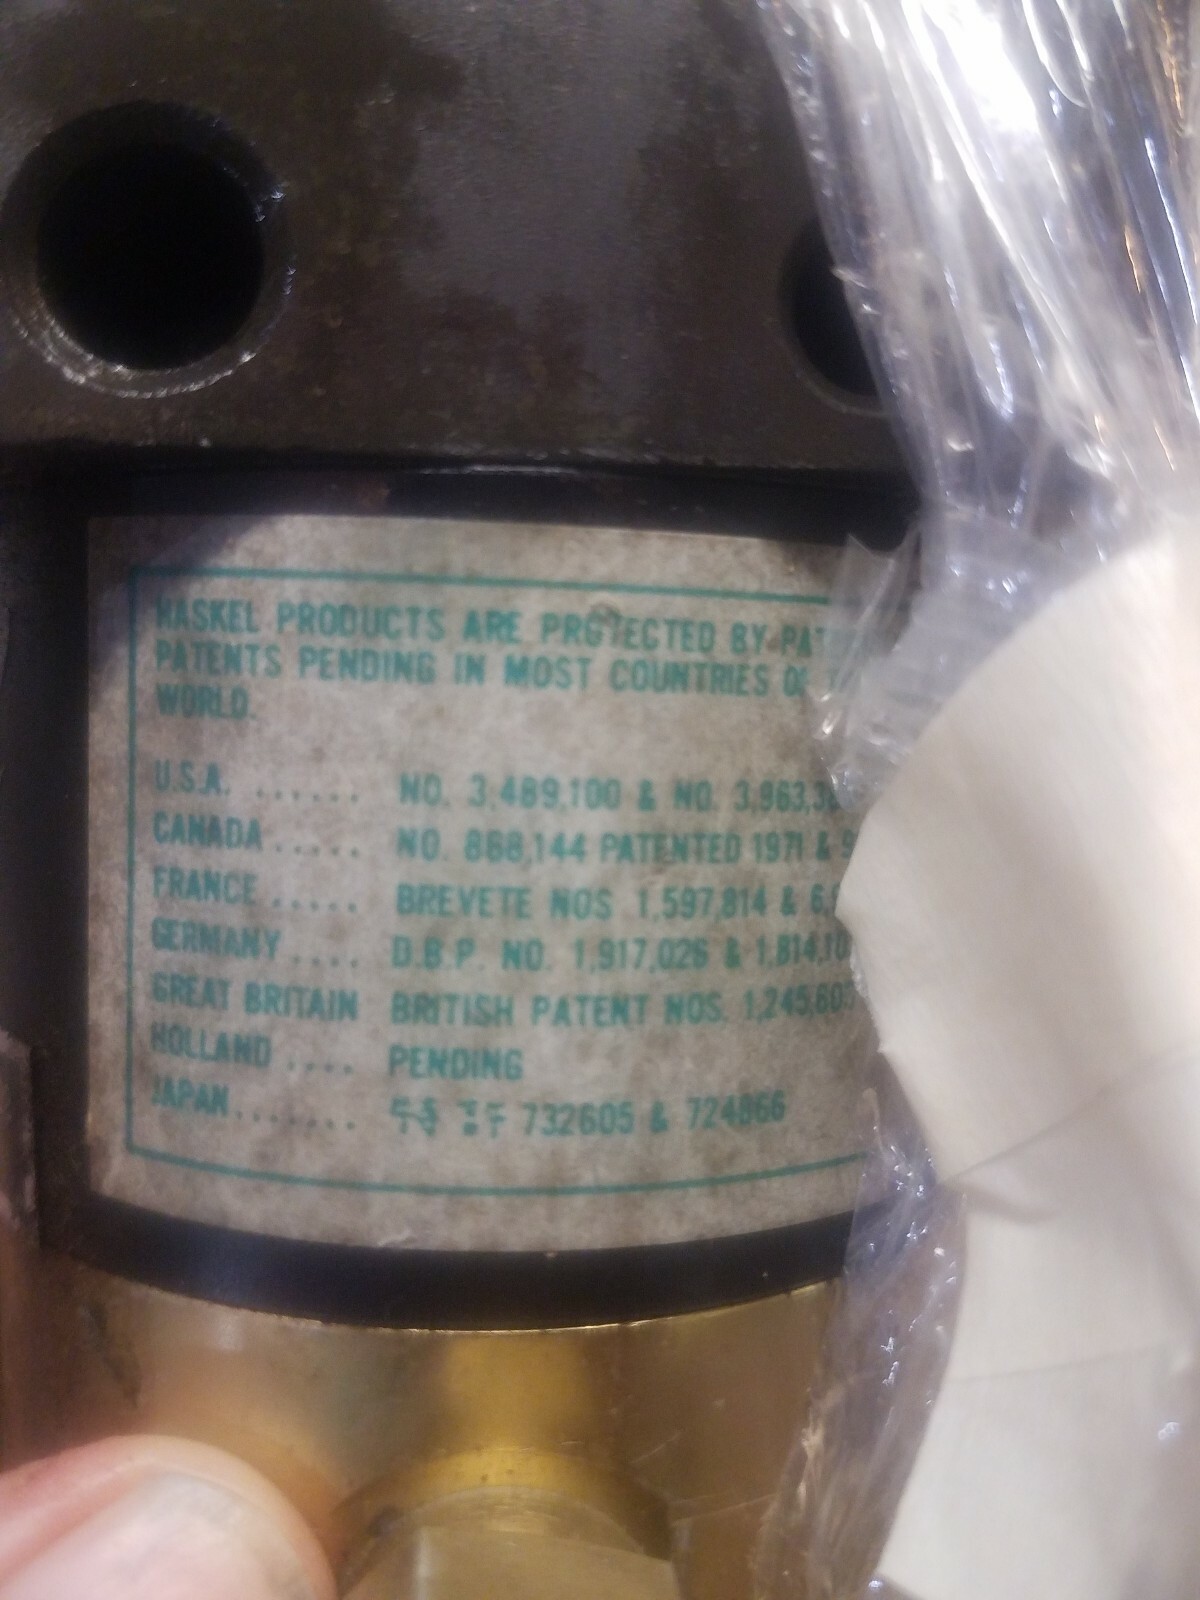 HASKEL PRODUCTS ARE PROTECTED BY
PATENTS PENDING IN MOST COUNTRIES
WORLD.
U.S.A. ...... NO. 3,489,100 & NO.
CANADA ..... NO. 868,144 PATENTED 1971 &
FRANCE ..... BREVETE NOS 1,597,814 &
GERMANY .... D.B.P. NO. 1,917,026 &
GREAT BRITAIN BRITISH PATENT NOS.
HOLLAND .... PENDING
JAPAN ....... 732605 & 724866